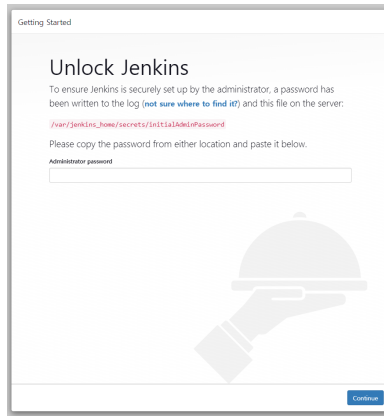 Getting Started
Unlock Jenkins
To ensure Jenkins is securely set up by the administrator, a password has
been written to the log (not sure where to find it?) and this file on the server:
/var/jenkins_home/secrets/initialAdminPassword
Please copy the password from either location and paste it below.
Administrator password
Continue